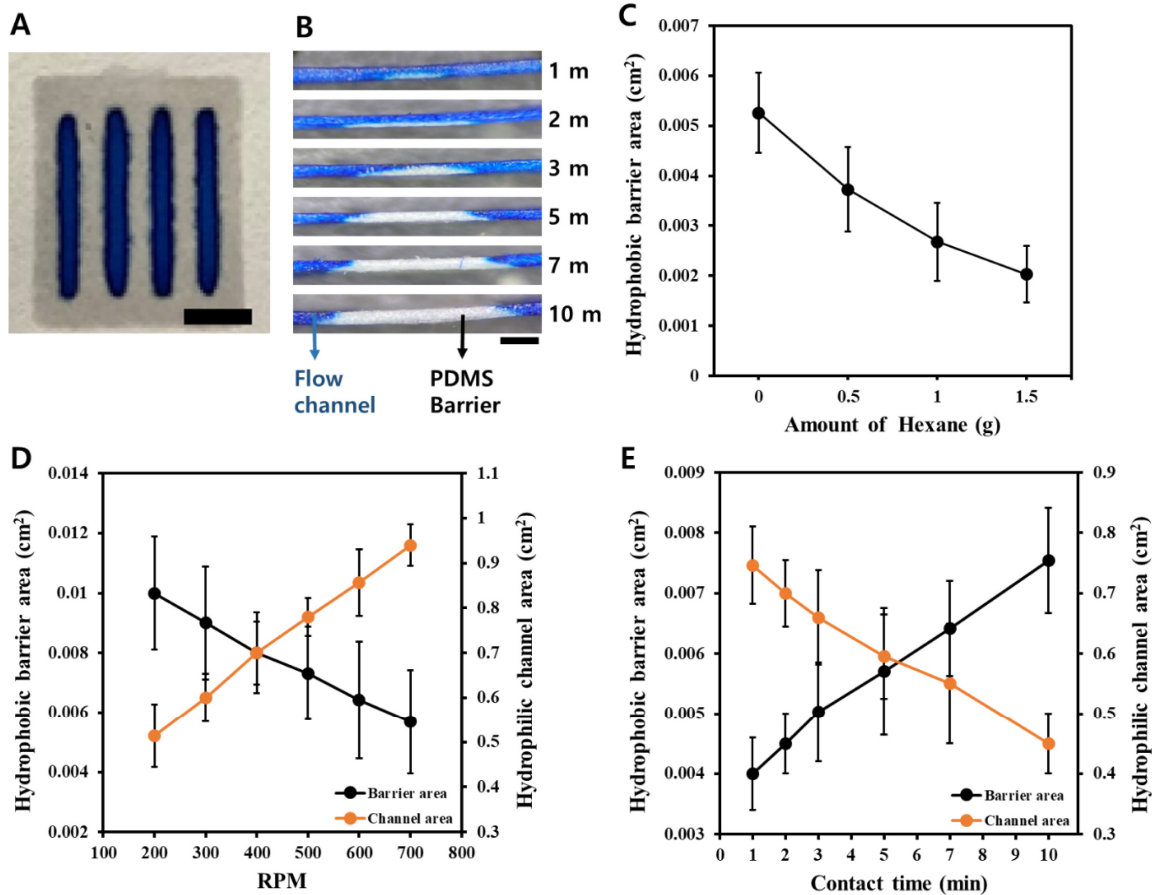 A
B
1 m
2 m
3 m
5 m
7 m
10 m
Flow
channel
PDMS
Barrier
C
Hydrophobic barrier area (cm²)
0.007
0.006
0.005
0.004
0.003
0.002
0.001
0
0 0.5 1 1.5
Amount of Hexane (g)
D
Hydrophobic barrier area (cm²)
0.014
0.012
0.01
0.008
0.006
0.004
0.002
1.1
1
0.9
0.8
0.7
0.6
0.5
0.4
0.3
Hydrophilic channel area (cm²)
Barrier area
Channel area
100 200 300 400 500 600 700 800
RPM
E
Hydrophobic barrier area (cm²)
0.009
0.008
0.007
0.006
0.005
0.004
0.003
0.9
0.8
0.7
0.6
0.5
0.4
0.3
Hydrophilic channel area (cm²)
Barrier area
Channel area
0 1 2 3 4 5 6 7 8 9 10
Contact time (min)